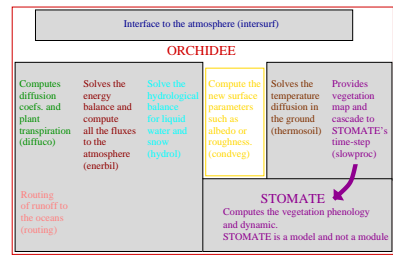 Interface to the atmosphere (intersurf)
ORCHIDEE
Computes
diffusion
coefs. and
plant
transpiration
(diffuco)
Solves the
energy
balance and
compute
all the fluxes
to the
atmosphere
(enerbil)
Solve the
hydrological
balance
for liquid
water and
snow
(hydrol)
Compute the
new surface
parameters
such as
albedo or
roughness.
(condveg)
Solves the
temperature
diffusion in
the ground
(thermosoil)
Provides
vegetation
map and
cascade to
STOMATE's
time-step
(slowproc)
Routing
of runoff to
the oceans
(routing)
STOMATE
Computes the vegetation phenology
and dynamic.
STOMATE is a model and not a module